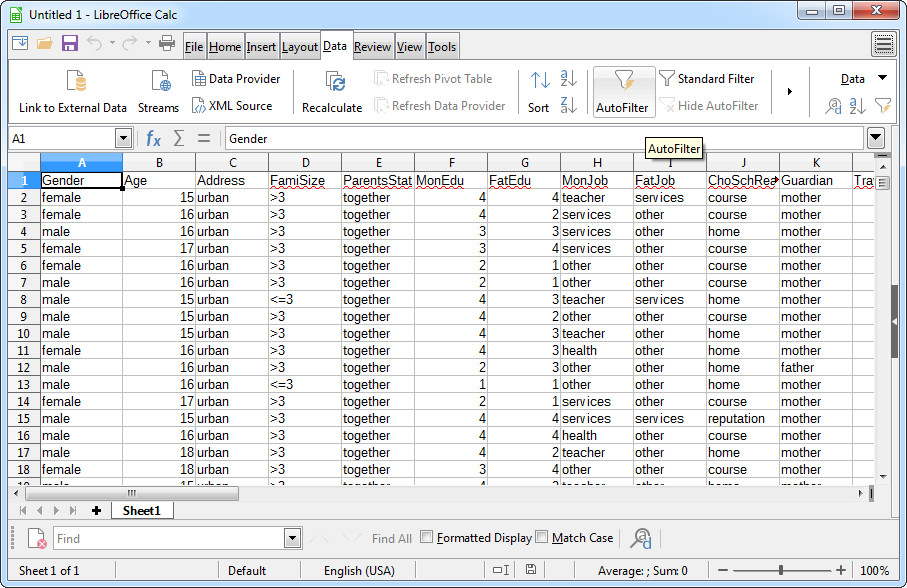 Untitled 1 - LibreOffice Calc
File Home Insert Layout Data Review View Tools
Link to External Data Streams Data Provider XML Source Recalculate Refresh Pivot Table Refresh Data Provider Sort AutoFilter Standard Filter Hide AutoFilter Data
A1 fx Σ = Gender
AutoFilter
A B C D E F G H I J K
1 Gender Age Address FamiSize ParentsStat MonEdu FatEdu MonJob FatJob ChoSchRea Guardian Tra
2 female 15 urban >3 together 4 4 teacher services course mother
3 female 16 urban >3 together 4 2 services other course mother
4 male 16 urban >3 together 3 3 services other home mother
5 female 17 urban >3 together 3 4 services other course mother
6 female 16 urban >3 together 2 1 other other course mother
7 male 16 urban >3 together 2 1 other other course mother
8 male 15 urban <=3 together 4 3 teacher services home mother
9 male 15 urban >3 together 4 2 other other course mother
10 male 15 urban >3 together 4 3 teacher other home mother
11 female 16 urban >3 together 4 3 health other home mother
12 male 16 urban >3 together 2 3 other other home father
13 male 16 urban <=3 together 1 1 other other home mother
14 female 17 urban >3 together 2 1 services other course mother
15 male 15 urban >3 together 4 4 services services reputation mother
16 male 16 urban >3 together 4 4 health other course mother
17 male 18 urban >3 together 4 2 teacher other home mother
18 female 18 urban >3 together 3 4 other other course mother
Sheet1
Find Find All Formatted Display Match Case
Sheet 1 of 1 Default English (USA) Average: ; Sum: 0 100%